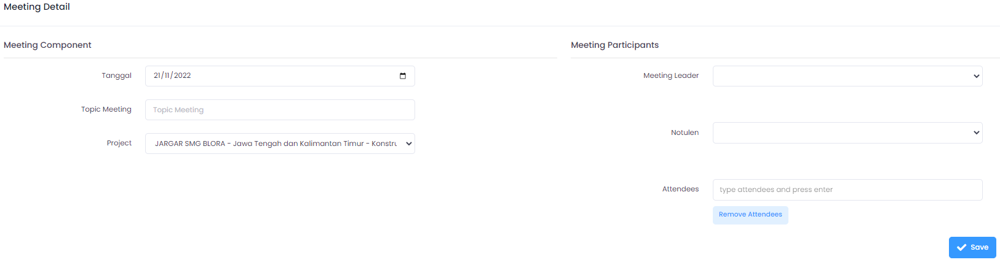 Meeting Detail
Meeting Component
Tanggal
21/11/2022
Topic Meeting
Topic Meeting
Project
JARGAR SMG BLORA - Jawa Tengah dan Kalimantan Timur - Konstru
Meeting Participants
Meeting Leader
Notulen
Attendees
type attendees and press enter
Remove Attendees
Save